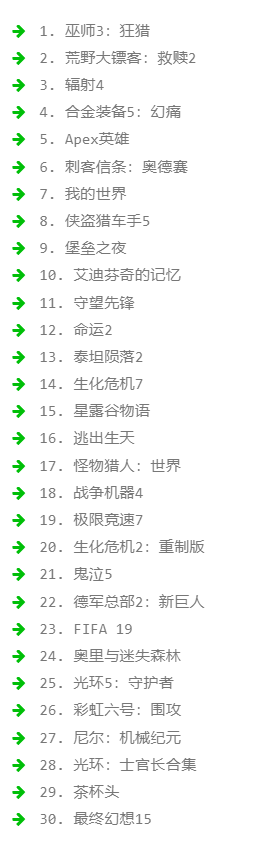 1. 巫师3：狂猎
2. 荒野大镖客：救赎2
3. 辐射4
4. 合金装备5：幻痛
5. Apex英雄
6. 刺客信条：奥德赛
7. 我的世界
8. 侠盗猎车手5
9. 堡垒之夜
10. 艾迪芬奇的记忆
11. 守望先锋
12. 命运2
13. 泰坦陨落2
14. 生化危机7
15. 星露谷物语
16. 逃出生天
17. 怪物猎人：世界
18. 战争机器4
19. 极限竞速7
20. 生化危机2：重制版
21. 鬼泣5
22. 德军总部2：新巨人
23. FIFA 19
24. 奥里与迷失森林
25. 光环5：守护者
26. 彩虹六号：围攻
27. 尼尔：机械纪元
28. 光环：士官长合集
29. 茶杯头
30. 最终幻想15